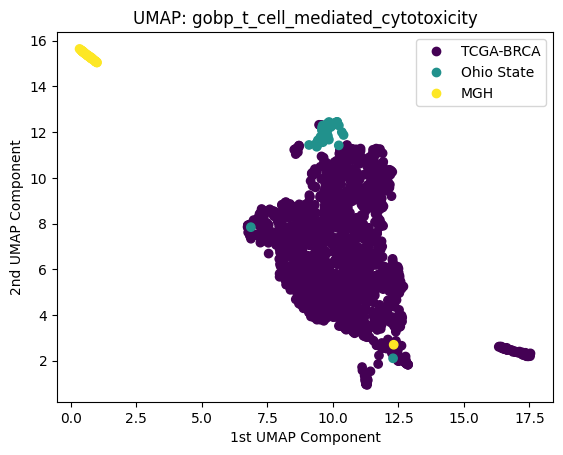 UMAP: gobp_t_cell_mediated_cytotoxicity
TCGA-BRCA
Ohio State
MGH
2nd UMAP Component
16
14
12
10
8
6
4
2
0.0 2.5 5.0 7.5 10.0 12.5 15.0 17.5
1st UMAP Component